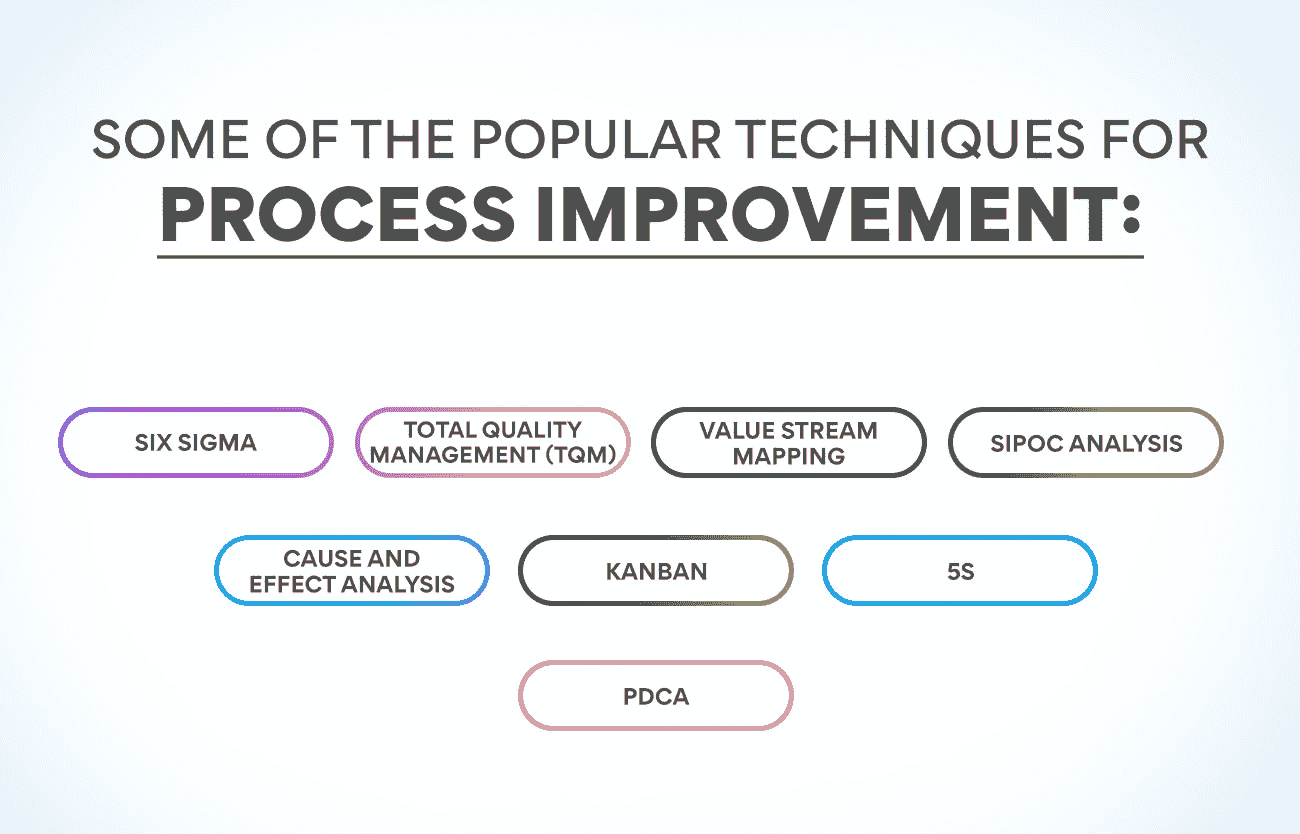 SOME OF THE POPULAR TECHNIQUES FOR
PROCESS IMPROVEMENT:
SIX SIGMA
TOTAL QUALITY
MANAGEMENT (TQM)
VALUE STREAM
MAPPING
SIPOC ANALYSIS
CAUSE AND
EFFECT ANALYSIS
KANBAN
5S
PDCA